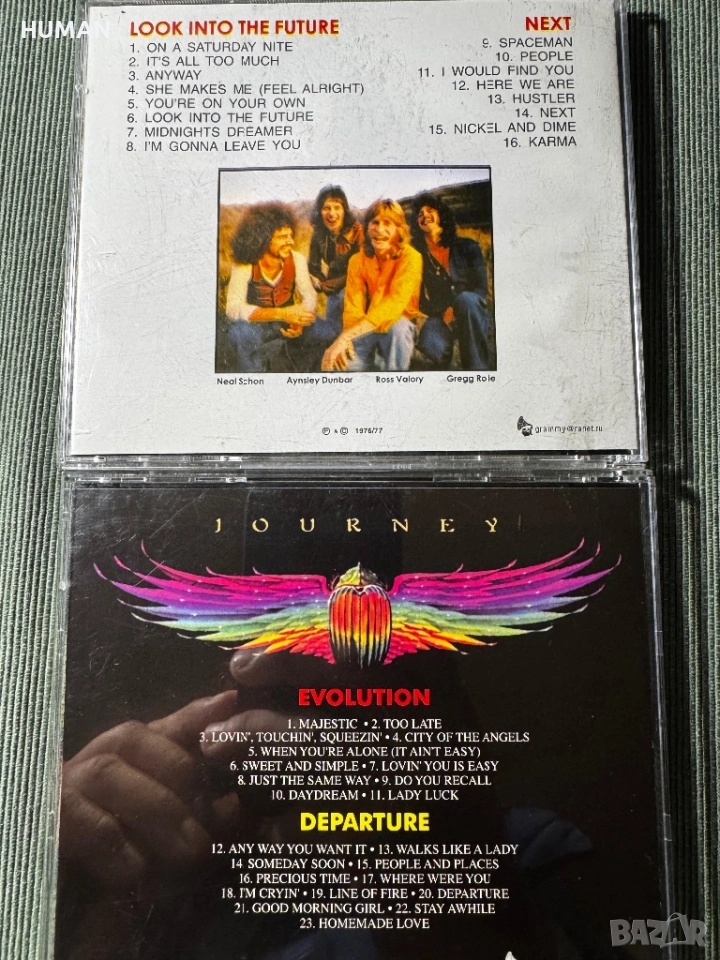 HUMAN
LOOK INTO THE FUTURE
1. ON A SATURDAY NITE
2. IT'S ALL TOO MUCH
3. ANYWAY
4. SHE MAKES ME (FEEL ALRIGHT)
5. YOU'RE ON YOUR OWN
6. LOOK INTO THE FUTURE
7. MIDNIGHTS DREAMER
8. I'M GONNA LEAVE YOU
NEXT
9. SPACEMAN
10. PEOPLE
11. I WOULD FIND YOU
12. HERE WE ARE
13. HUSTLER
14. NEXT
15. NICKEL AND DIME
16. KARMA
Neal Schon Aynsley Dunbar Ross Valory Gregg Rolie
℗ & © 1976/77
grammy@ranet.ru
JOURNEY
EVOLUTION
1. MAJESTIC • 2. TOO LATE
3. LOVIN', TOUCHIN', SQUEEZIN' • 4. CITY OF THE ANGELS
5. WHEN YOU'RE ALONE (IT AIN'T EASY)
6. SWEET AND SIMPLE • 7. LOVIN' YOU IS EASY
8. JUST THE SAME WAY • 9. DO YOU RECALL
10. DAYDREAM • 11. LADY LUCK
DEPARTURE
12. ANY WAY YOU WANT IT • 13. WALKS LIKE A LADY
14 SOMEDAY SOON • 15. PEOPLE AND PLACES
16. PRECIOUS TIME • 17. WHERE WERE YOU
18. I'M CRYIN' • 19. LINE OF FIRE • 20. DEPARTURE
21. GOOD MORNING GIRL • 22. STAY AWHILE
23. HOMEMADE LOVE
BAZAR